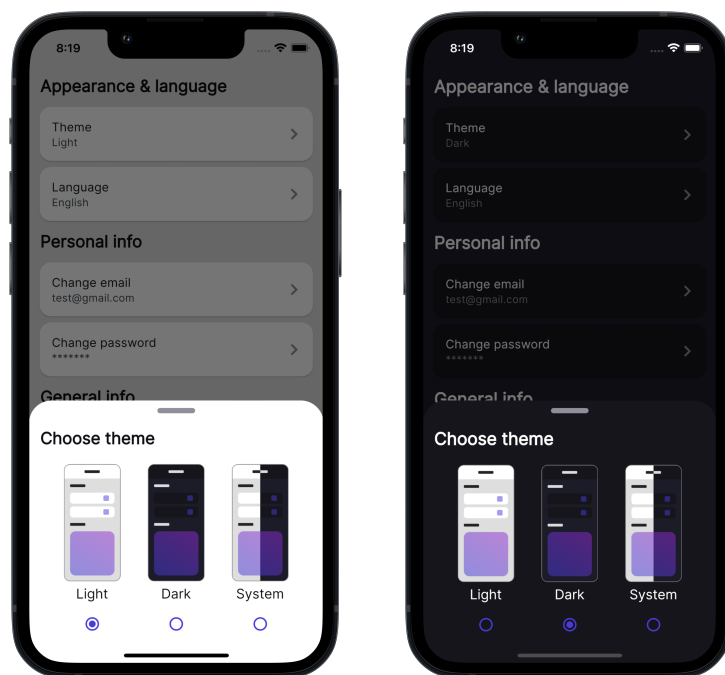 8:19
Appearance & language
Theme
Light
Language
English
Personal info
Change email
test@gmail.com
Change password
*******
General info
Choose theme
Light
Dark
System
8:19
Appearance & language
Theme
Dark
Language
English
Personal info
Change email
test@gmail.com
Change password
*******
General info
Choose theme
Light
Dark
System